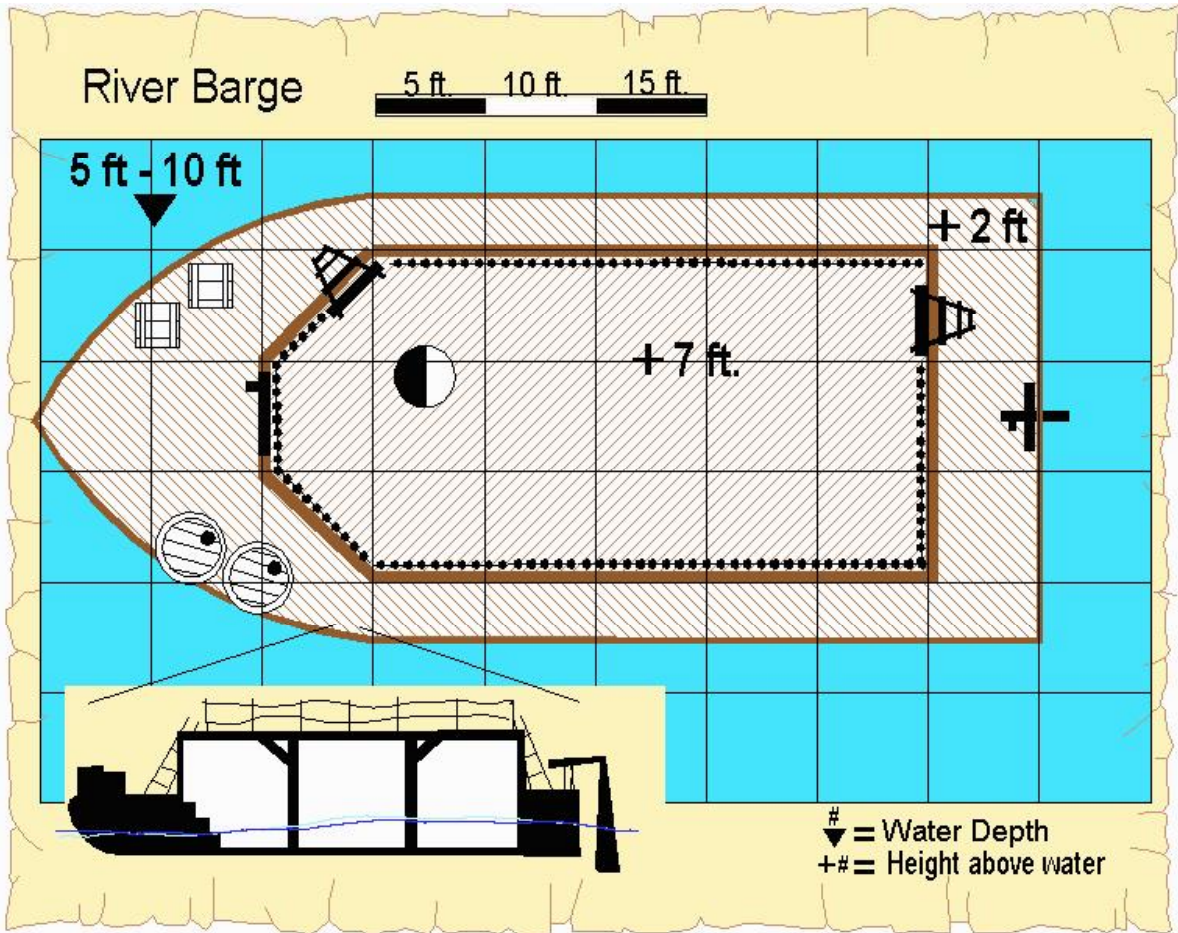 River Barge
5 ft. 10 ft. 15 ft.
5 ft - 10 ft
+ 2 ft
+ 7 ft.
#
▼ = Water Depth
+# = Height above water